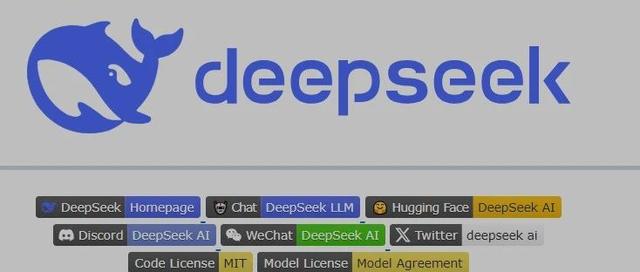 deepseek
DeepSeek Homepage Chat DeepSeek LLM Hugging Face DeepSeek AI
Discord DeepSeek AI WeChat DeepSeek AI Twitter deepseek ai
Code License MIT Model License Model Agreement